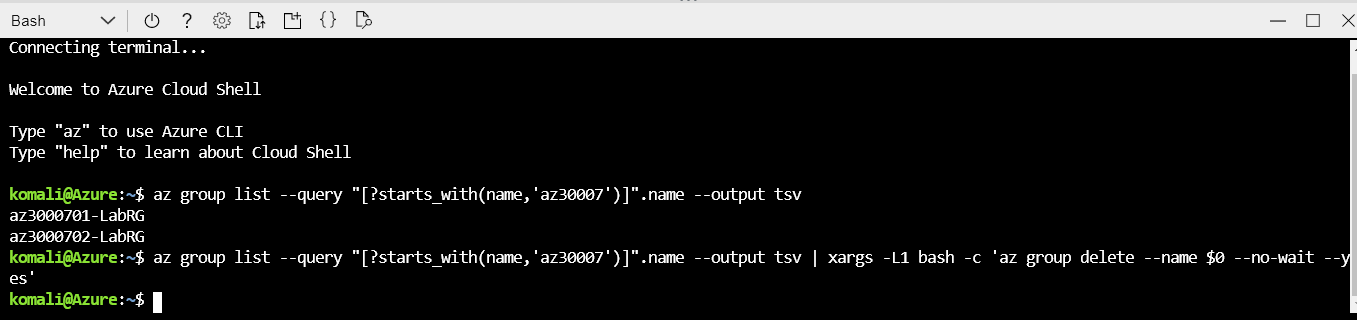 Bash
Connecting terminal...
Welcome to Azure Cloud Shell
Type "az" to use Azure CLI
Type "help" to learn about Cloud Shell
komali@Azure:~$ az group list --query "[?starts_with(name,'az30007')]".name --output tsv
az3000701-LabRG
az3000702-LabRG
komali@Azure:~$ az group list --query "[?starts_with(name,'az30007')]".name --output tsv | xargs -L1 bash -c 'az group delete --name $0 --no-wait --y
es'
komali@Azure:~$